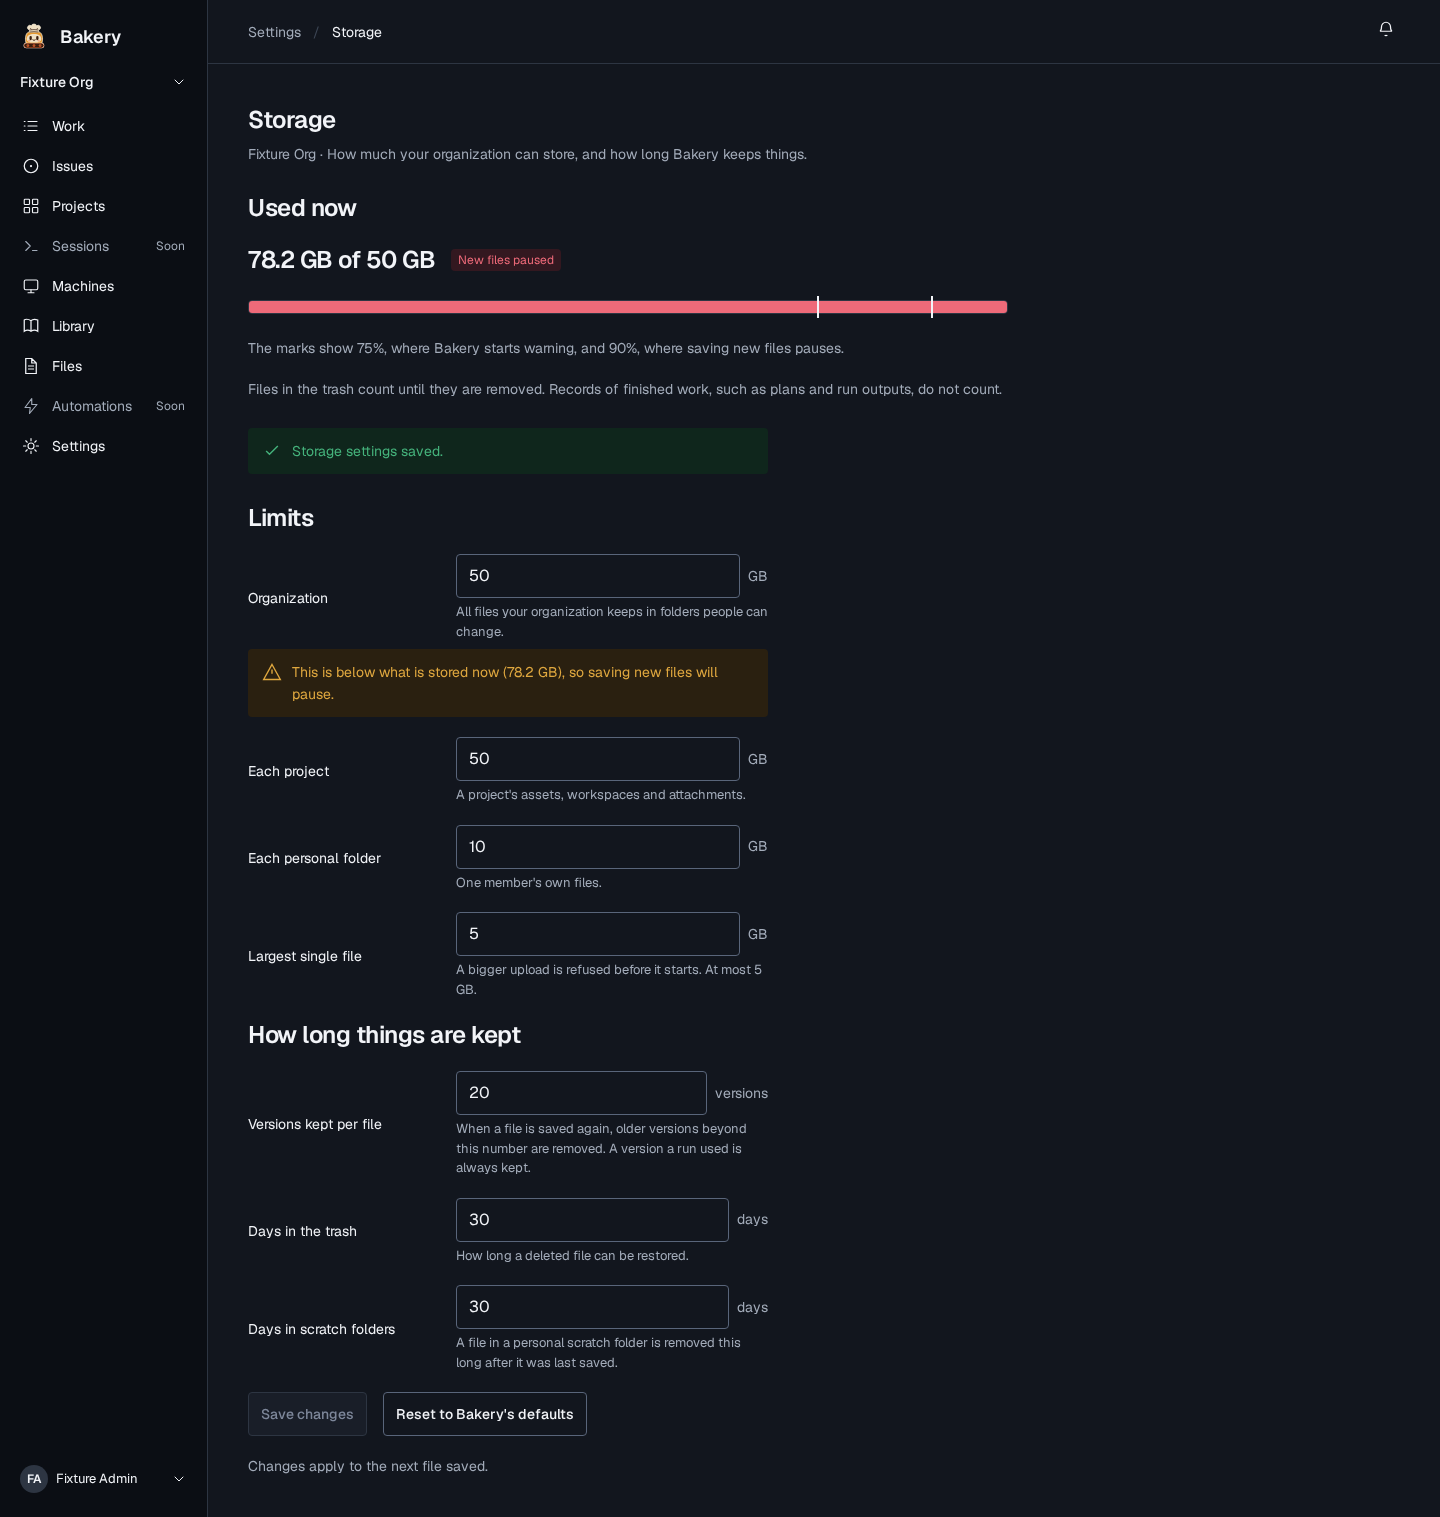 Bakery
Settings / Storage
Fixture Org
Work
Issues
Projects
Sessions Soon
Machines
Library
Files
Automations Soon
Settings
Storage
Fixture Org · How much your organization can store, and how long Bakery keeps things.
Used now
78.2 GB of 50 GB New files paused
The marks show 75%, where Bakery starts warning, and 90%, where saving new files pauses.
Files in the trash count until they are removed. Records of finished work, such as plans and run outputs, do not count.
Storage settings saved.
Limits
Organization
50 GB
All files your organization keeps in folders people can
change.
This is below what is stored now (78.2 GB), so saving new files will
pause.
Each project
50 GB
A project's assets, workspaces and attachments.
Each personal folder
10 GB
One member's own files.
Largest single file
5 GB
A bigger upload is refused before it starts. At most 5
GB.
How long things are kept
Versions kept per file
20 versions
When a file is saved again, older versions beyond
this number are removed. A version a run used is
always kept.
Days in the trash
30 days
How long a deleted file can be restored.
Days in scratch folders
30 days
A file in a personal scratch folder is removed this
long after it was last saved.
Save changes Reset to Bakery's defaults
Changes apply to the next file saved.
FA Fixture Admin